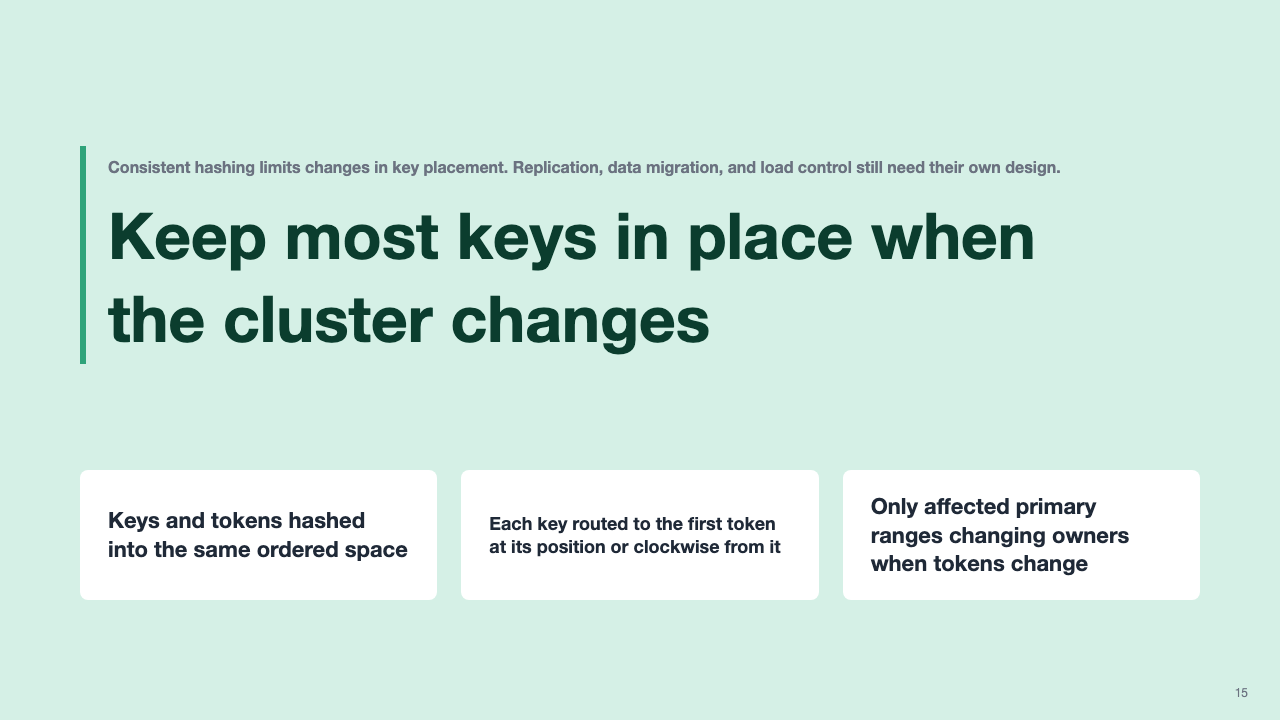 Consistent hashing limits changes in key placement. Replication, data migration, and load control still need their own design.
Keep most keys in place when
the cluster changes
Keys and tokens hashed
into the same ordered space
Each key routed to the first token
at its position or clockwise from it
Only affected primary
ranges changing owners
when tokens change
15